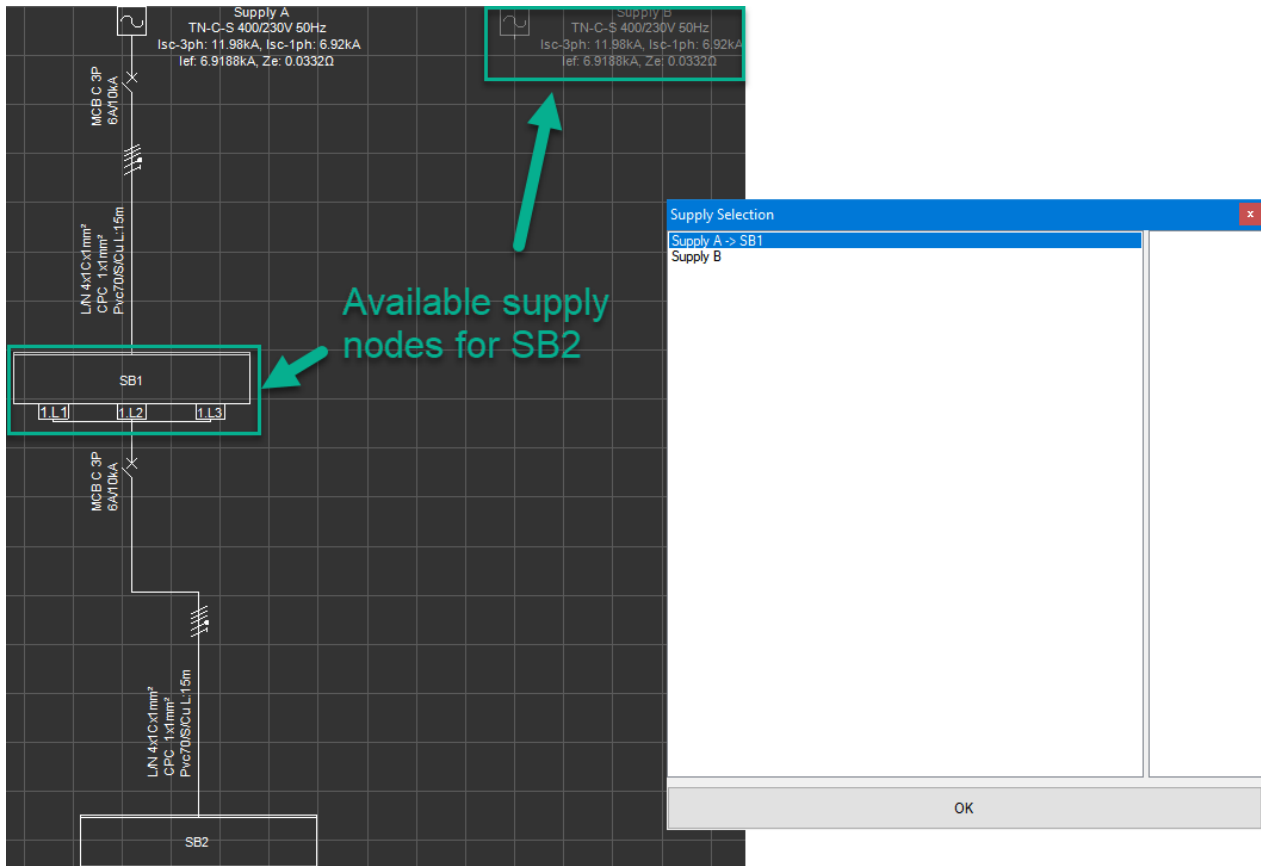 Supply A
TN-C-S 400/230V 50Hz
Isc-3ph: 11.98kA, Isc-1ph: 6.92kA
Ief: 6.9188kA, Ze: 0.0332Ω
Supply B
TN-C-S 400/230V 50Hz
Isc-3ph: 11.98kA, Isc-1ph: 6.92kA
Ief: 6.9188kA, Ze: 0.0332Ω
MCB C 3P
6A/10kA
L/N 4x1Cx1mm²
CPC 1x1mm²
Pvc70/S/Cu L:15m
Supply Selection
x
Supply A -> SB1
Supply B
Available supply
nodes for SB2
SB1
1.L1
1.L2
1.L3
MCB C 3P
6A/10kA
L/N 4x1Cx1mm²
CPC 1x1mm²
Pvc70/S/Cu L:15m
OK
SB2